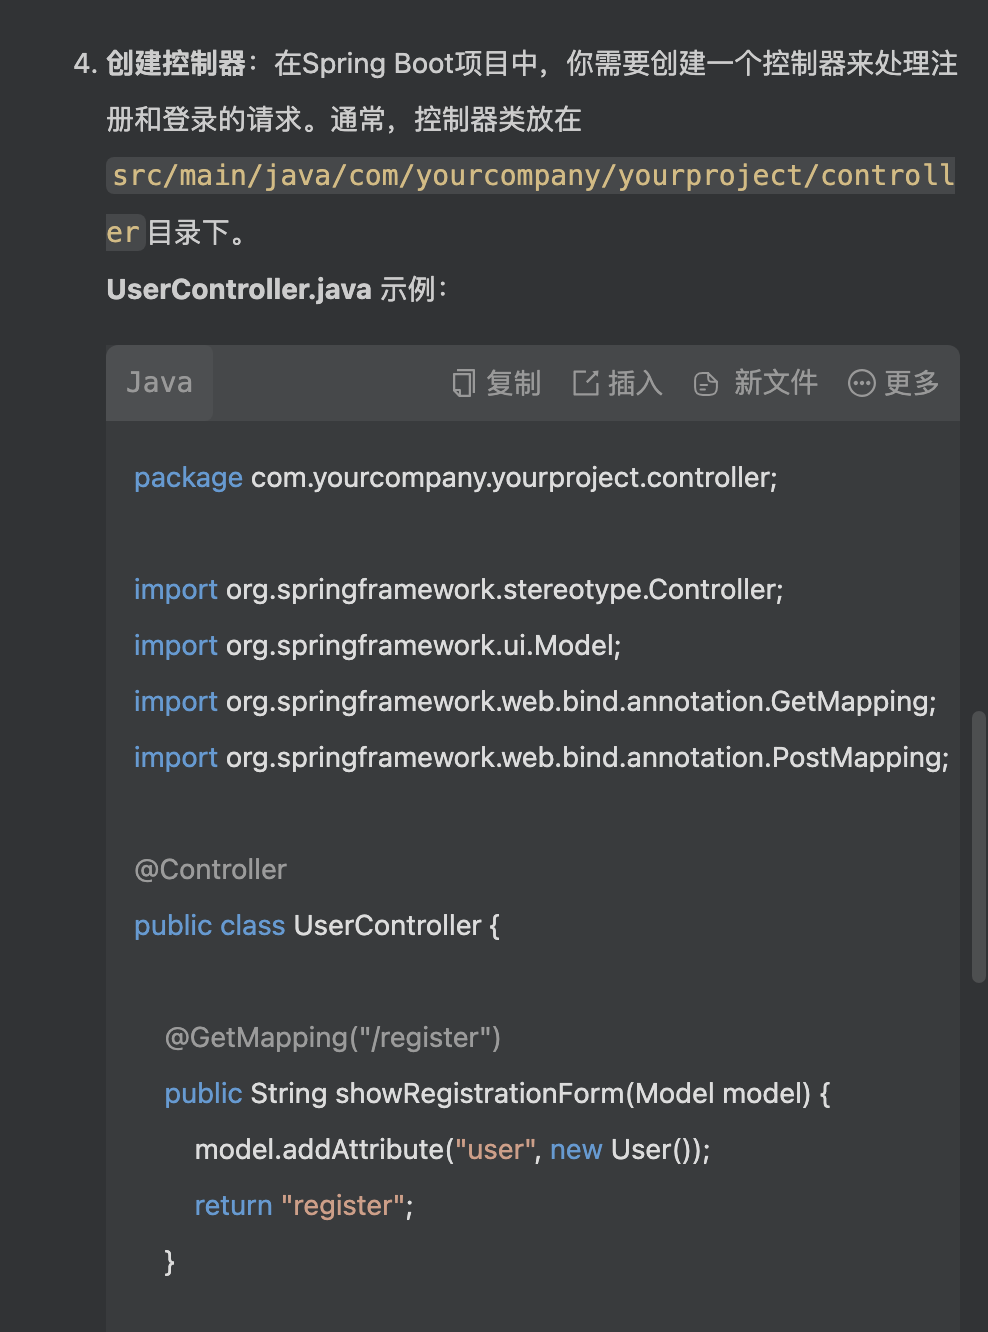 4. 创建控制器：在Spring Boot项目中，你需要创建一个控制器来处理注
册和登录的请求。通常，控制器类放在
src/main/java/com/yourcompany/yourproject/controll
er目录下。
UserController.java 示例：
Java 复制 插入 新文件 更多
package com.yourcompany.yourproject.controller;
import org.springframework.stereotype.Controller;
import org.springframework.ui.Model;
import org.springframework.web.bind.annotation.GetMapping;
import org.springframework.web.bind.annotation.PostMapping;
@Controller
public class UserController {
@GetMapping("/register")
public String showRegistrationForm(Model model) {
model.addAttribute("user", new User());
return "register";
}